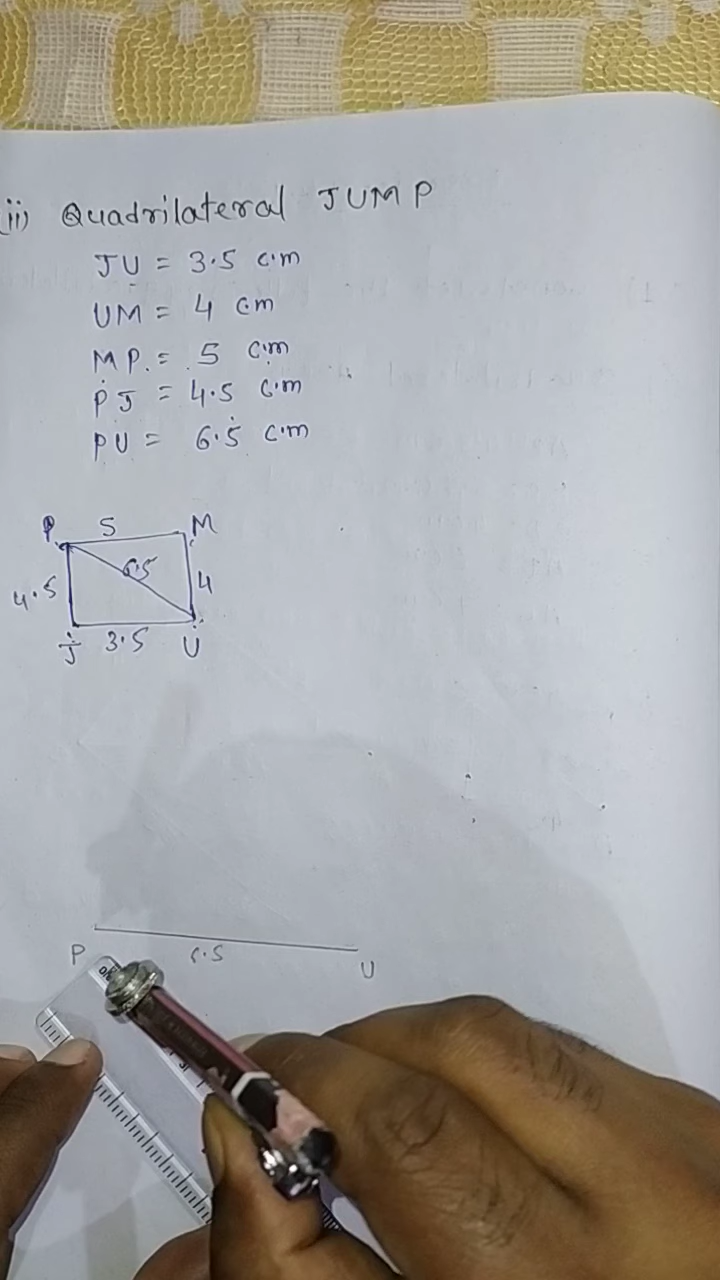 (ii) Quadrilateral JUMP
JU = 3.5 cm
UM = 4 cm
MP = 5 cm
PJ = 4.5 cm
PU = 6.5 cm
P 5 M
4.5 6.5 4
J 3.5 U
P 6.5 U